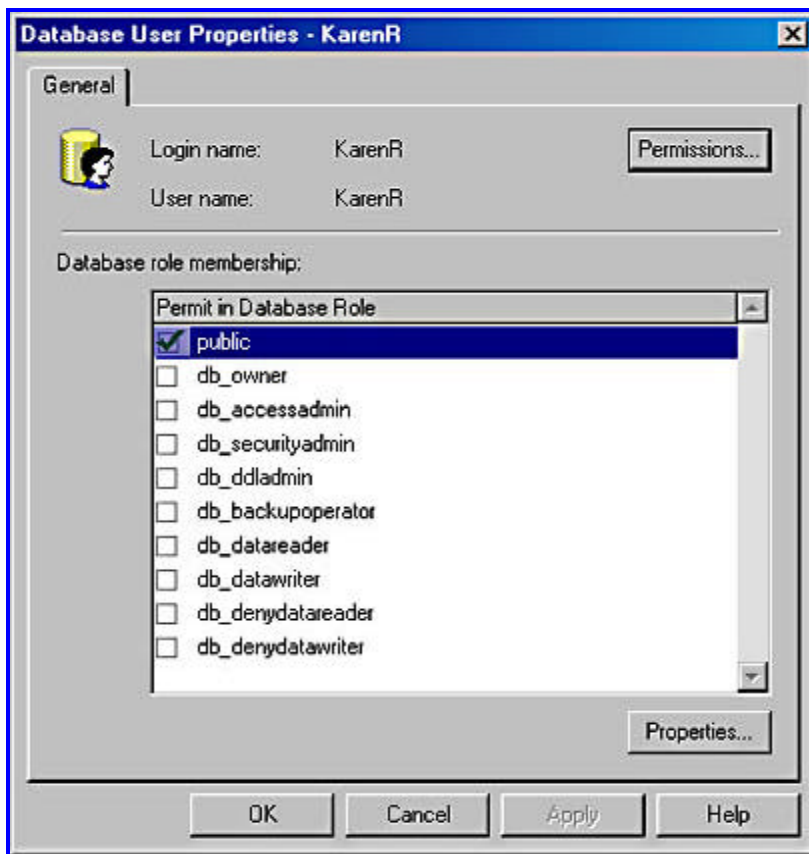 Database User Properties - KarenR
General
Login name: KarenR Permissions...
User name: KarenR
Database role membership:
Permit in Database Role
public
db_owner
db_accessadmin
db_securityadmin
db_ddladmin
db_backupoperator
db_datareader
db_datawriter
db_denydatareader
db_denydatawriter
Properties...
OK Cancel Apply Help